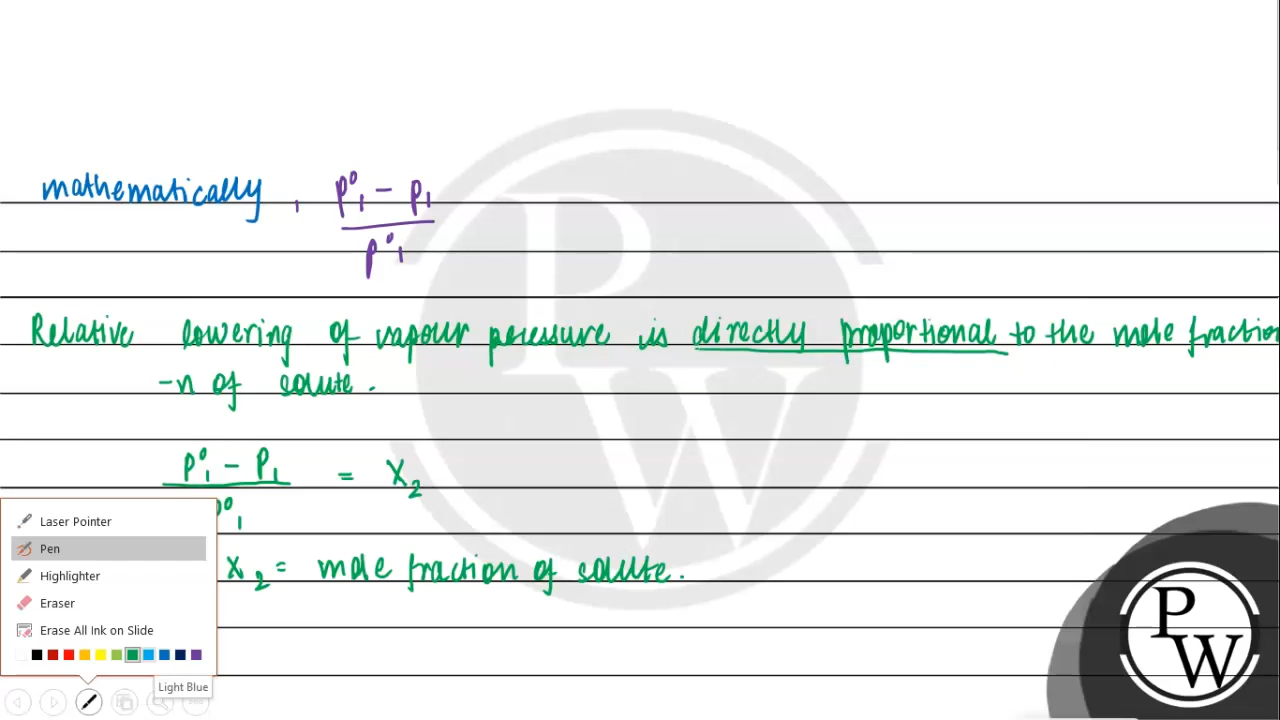 mathematically, p°₁ - p₁
p°₁
Relative lowering of vapour pressure is directly proportional to the mole fraction
-n of solute.
p°₁ - P₁ = X₂
p°₁
X₂ = mole fraction of solute.
Laser Pointer
Pen
Highlighter
Eraser
Erase All Ink on Slide
Light Blue
P
W
P
W